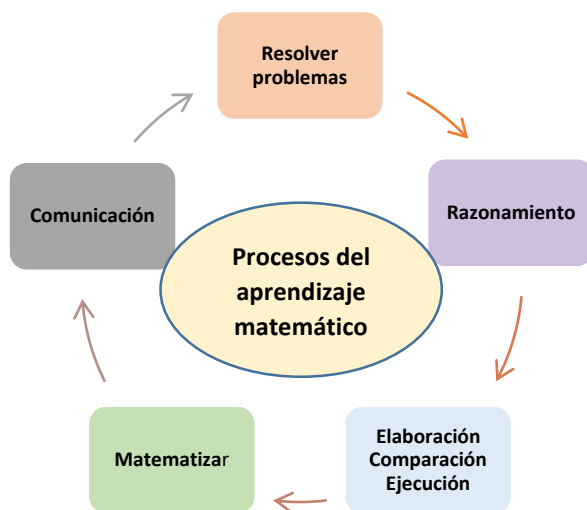 Resolver
problemas
Razonamiento
Elaboración
Comparación
Ejecución
Matematizar
Comunicación
Procesos del
aprendizaje
matemático